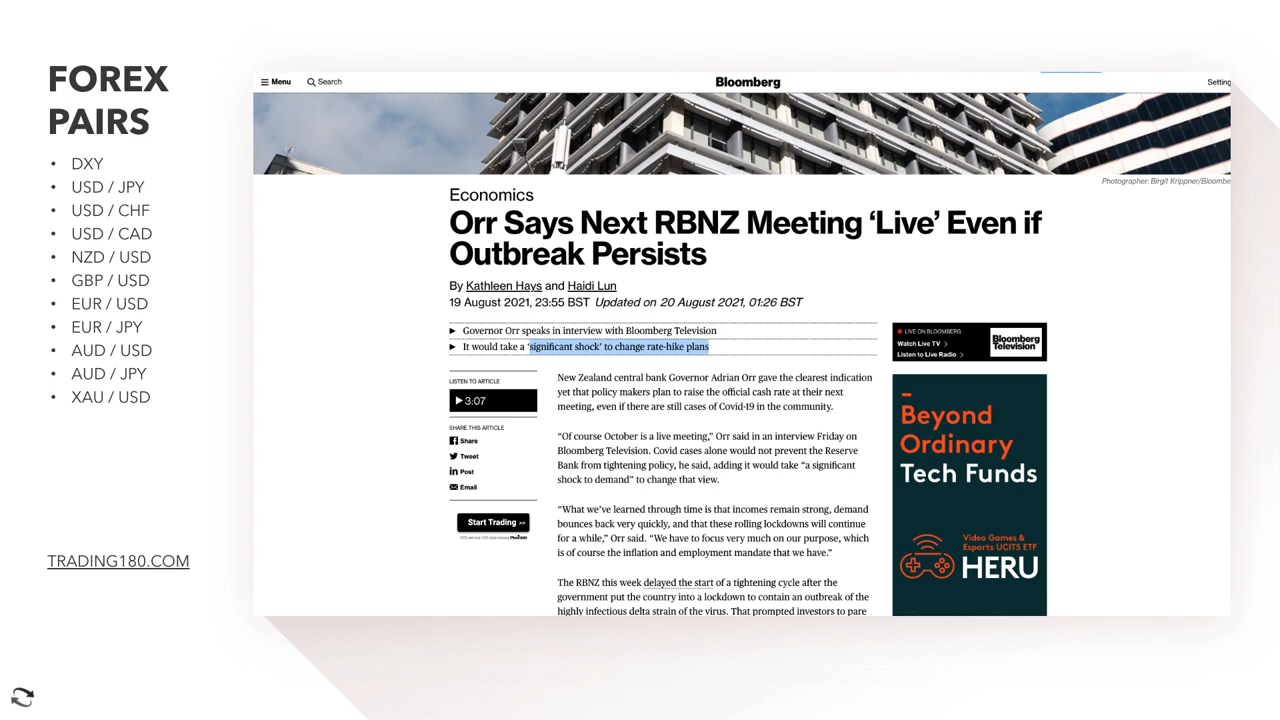 FOREX
PAIRS
• DXY
• USD / JPY
• USD / CHF
• USD / CAD
• NZD / USD
• GBP / USD
• EUR / USD
• EUR / JPY
• AUD / USD
• AUD / JPY
• XAU / USD
TRADING180.COM
Menu Search Bloomberg Setting
Photographer: Birgit Krippner/Bloombe
Economics
Orr Says Next RBNZ Meeting ‘Live’ Even if
Outbreak Persists
By Kathleen Hays and Haidi Lun
19 August 2021, 23:55 BST Updated on 20 August 2021, 01:26 BST
Governor Orr speaks in interview with Bloomberg Television
It would take a ‘significant shock’ to change rate-hike plans
LISTEN TO ARTICLE
3:07
SHARE THIS ARTICLE
Share
Tweet
Post
Email
Start Trading >>
New Zealand central bank Governor Adrian Orr gave the clearest indication
yet that policy makers plan to raise the official cash rate at their next
meeting, even if there are still cases of Covid-19 in the community.
“Of course October is a live meeting,” Orr said in an interview Friday on
Bloomberg Television. Covid cases alone would not prevent the Reserve
Bank from tightening policy, he said, adding it would take “a significant
shock to demand” to change that view.
“What we’ve learned through time is that incomes remain strong, demand
bounces back very quickly, and that these rolling lockdowns will continue
for a while,” Orr said. “We have to focus very much on our purpose, which
is of course the inflation and employment mandate that we have.”
The RBNZ this week delayed the start of a tightening cycle after the
government put the country into a lockdown to contain an outbreak of the
highly infectious delta strain of the virus. That prompted investors to pare
LIVE ON BLOOMBERG
Watch Live TV >
Listen to Live Radio >
Bloomberg
Television
Beyond
Ordinary
Tech Funds
Video Games &
Esports UCITS ETF
HERU